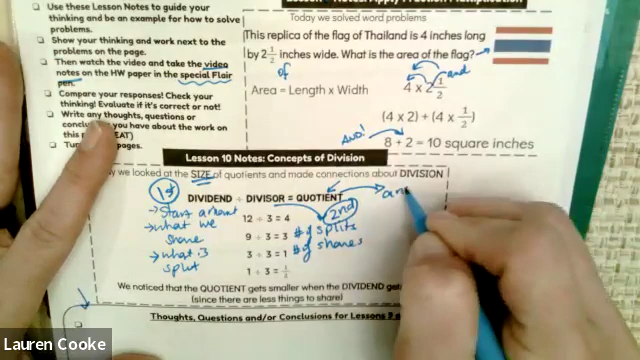 Use these Lesson Notes to guide your
thinking and be an example for how to solve
problems.
Show your thinking and work next to the
problems on the page.
Then watch the video and take the video
notes on the HW paper in the special Flair
pen.
Compare your responses! Check your
thinking! Evaluate if it's correct or not!
Write any thoughts, questions or
you have about the work on
this
pages.
Today we solved word problems
This replica of the flag of Thailand is 4 inches long
by 2 1/2 inches wide. What is the area of the flag?
of
Area = Length x Width
4 x 2 1/2
and
(4 x 2) + (4 x 1/2)
AND!
8 + 2 = 10 square inches
Lesson 10 Notes: Concepts of Division
we looked at the SIZE of quotients and made connections about DIVISION
1st
DIVIDEND ÷ DIVISOR = QUOTIENT
2nd
→ Start amount
→ what we
share
→ what is
split
12 ÷ 3 = 4
9 ÷ 3 = 3
3 ÷ 3 = 1
1 ÷ 3 = 1/3
# of splits
# of shares
We noticed that the QUOTIENT gets smaller when the DIVIDEND gets
(since there are less things to share)
Thoughts, Questions and/or Conclusions for Lessons 9
Lauren Cooke